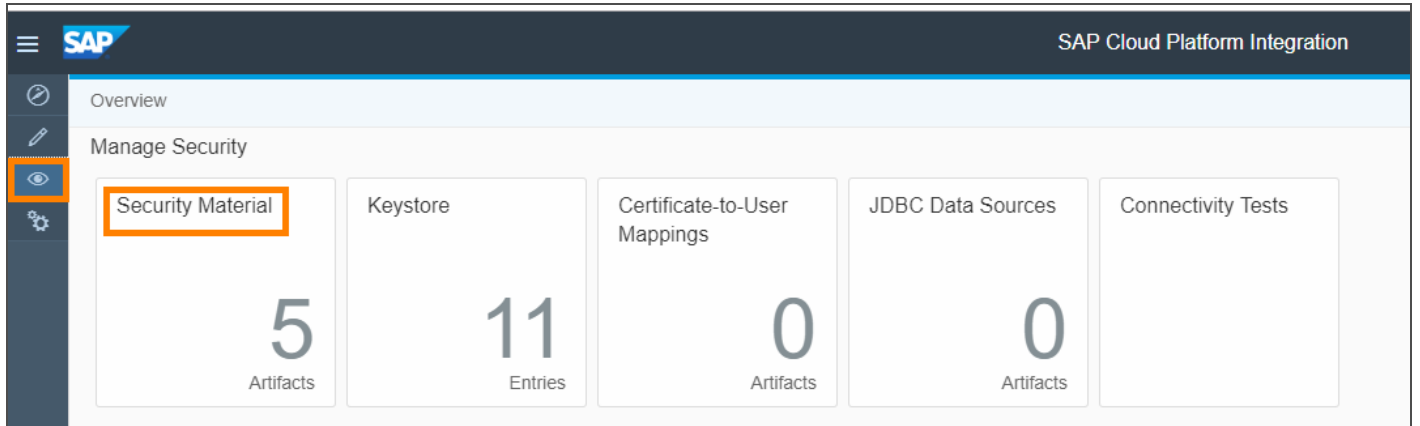 SAP
SAP Cloud Platform Integration
Overview
Manage Security
Security Material
5
Artifacts
Keystore
11
Entries
Certificate-to-User
Mappings
0
Artifacts
JDBC Data Sources
0
Artifacts
Connectivity Tests